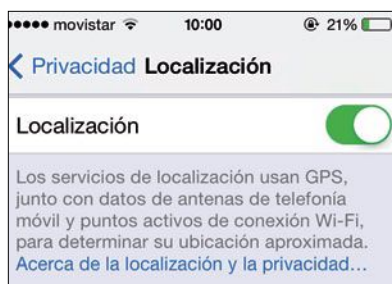 movistar 10:00 21%
Privacidad Localización
Localización
Los servicios de localización usan GPS,
junto con datos de antenas de telefonía
móvil y puntos activos de conexión Wi-Fi,
para determinar su ubicación aproximada.
Acerca de la localización y la privacidad...